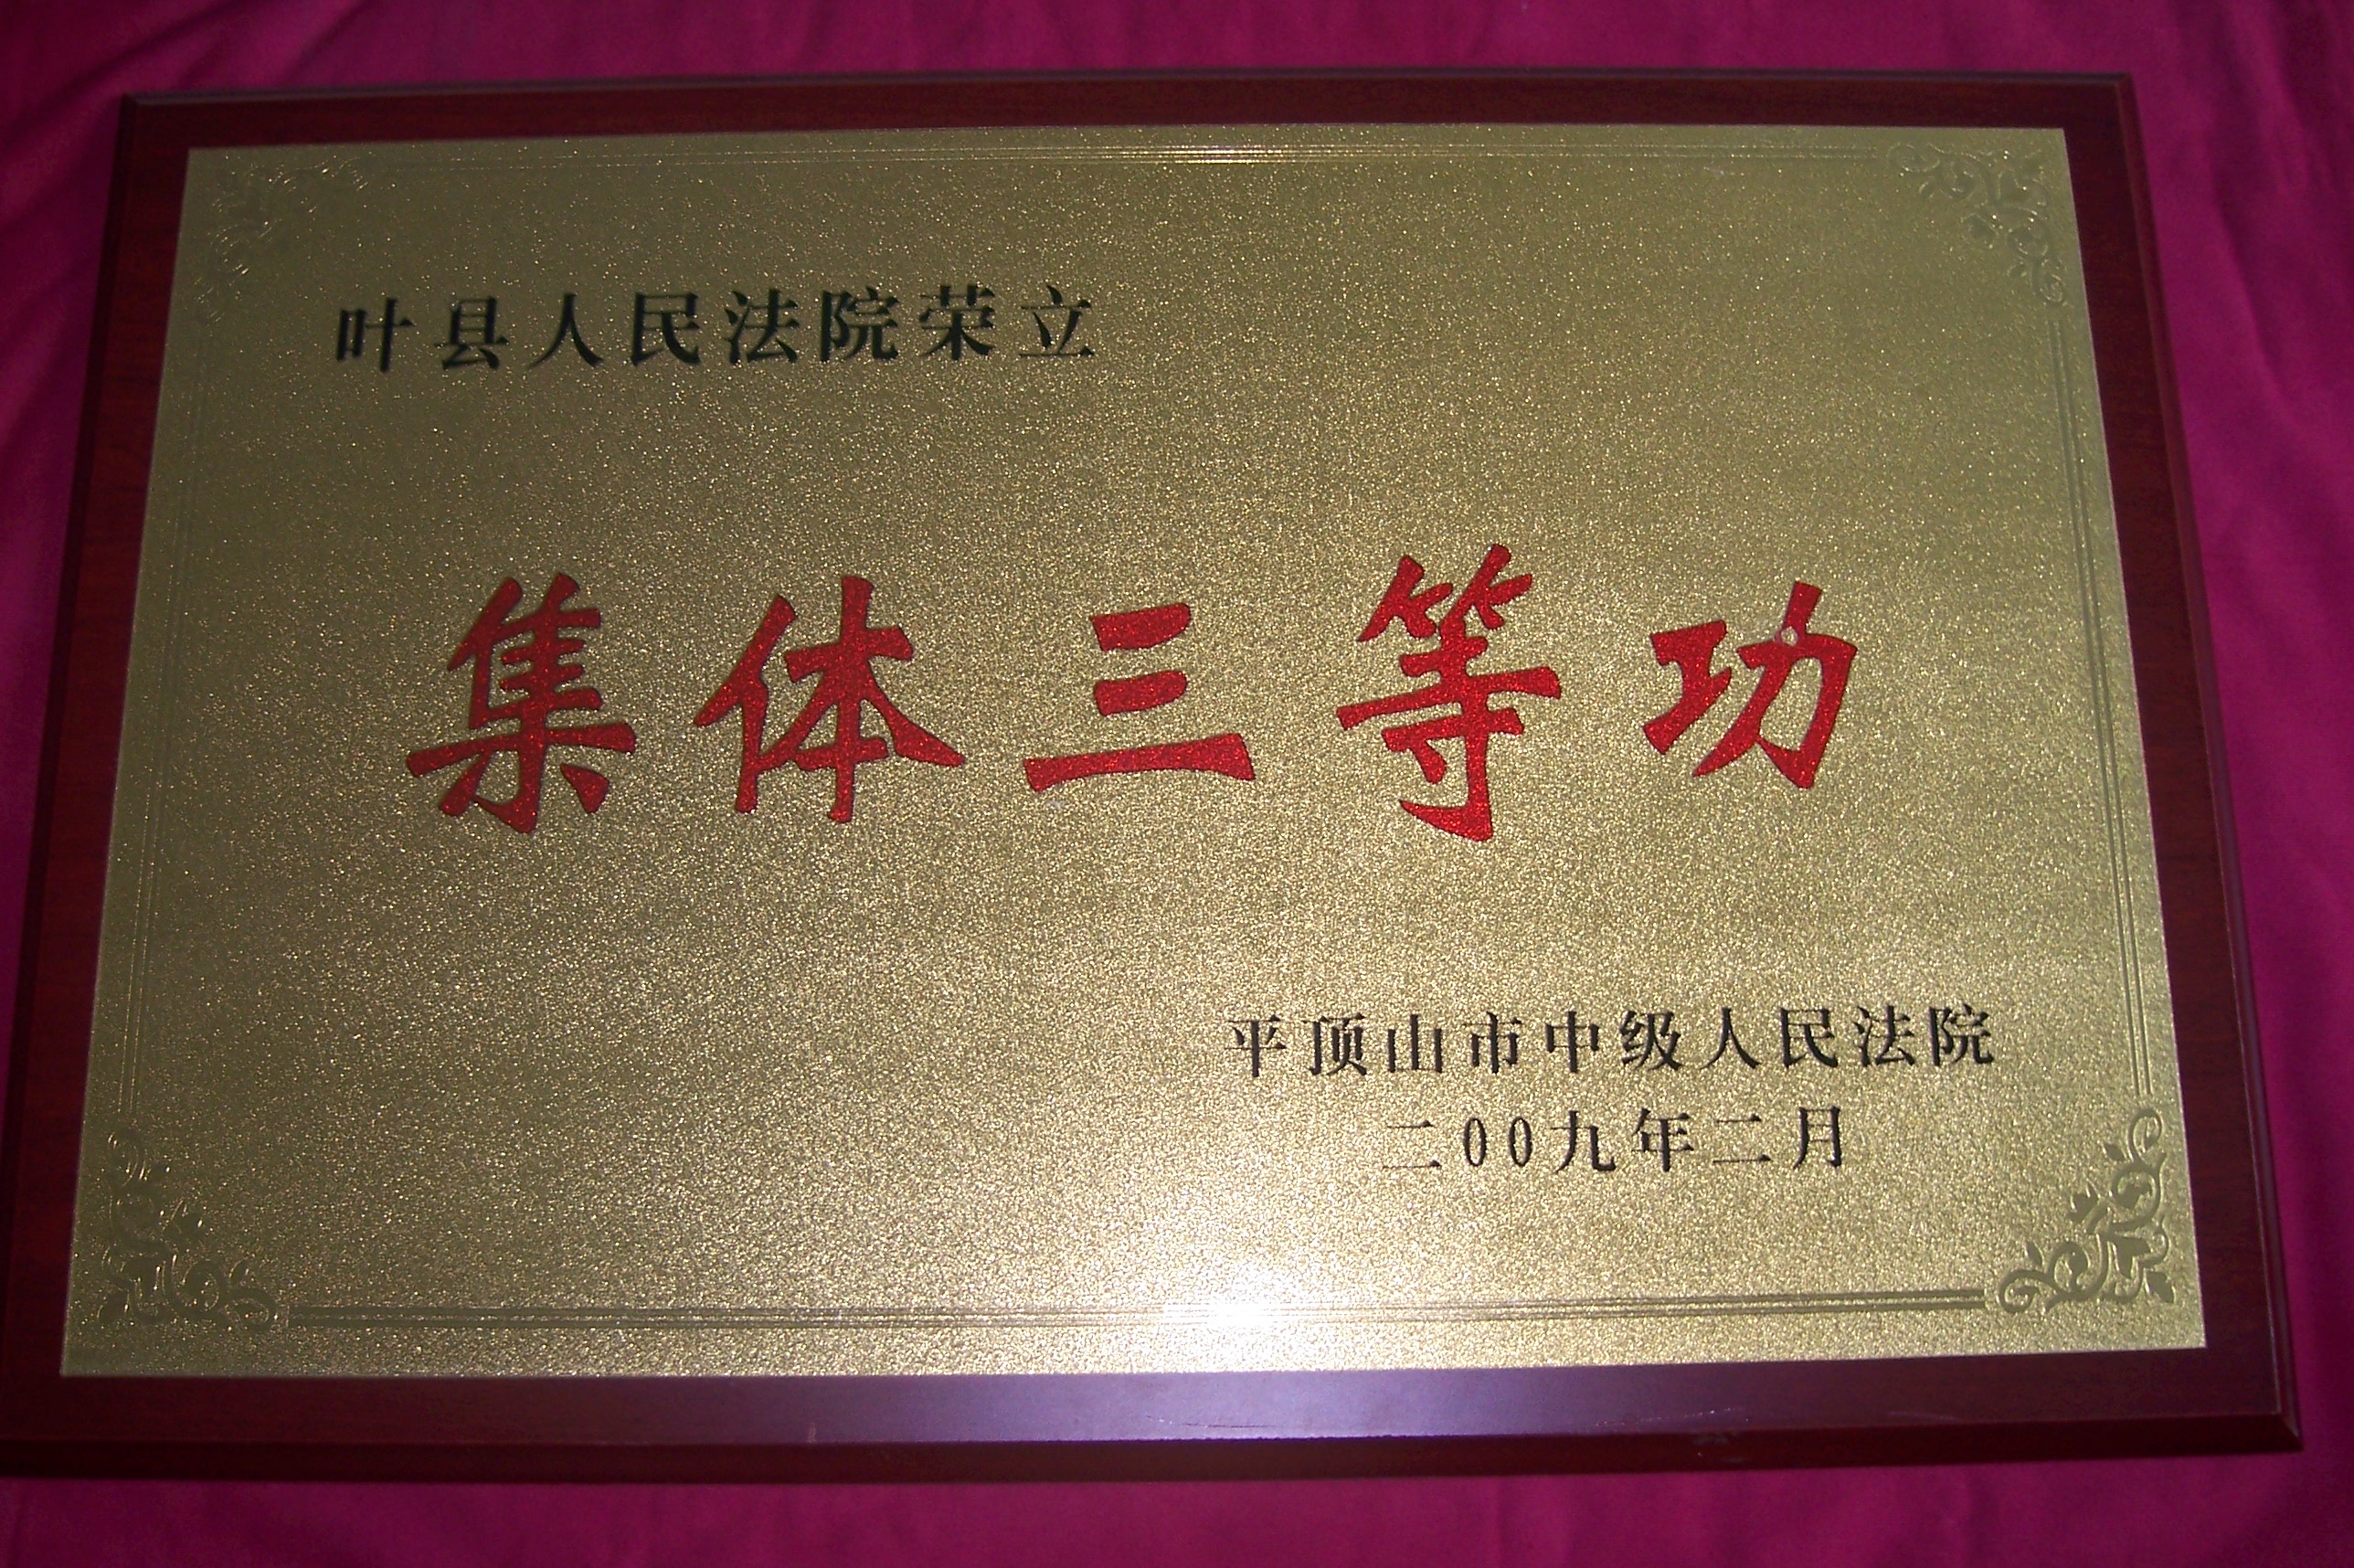 叶县人民法院荣立
集体三等功
平顶山市中级人民法院
二00九年二月